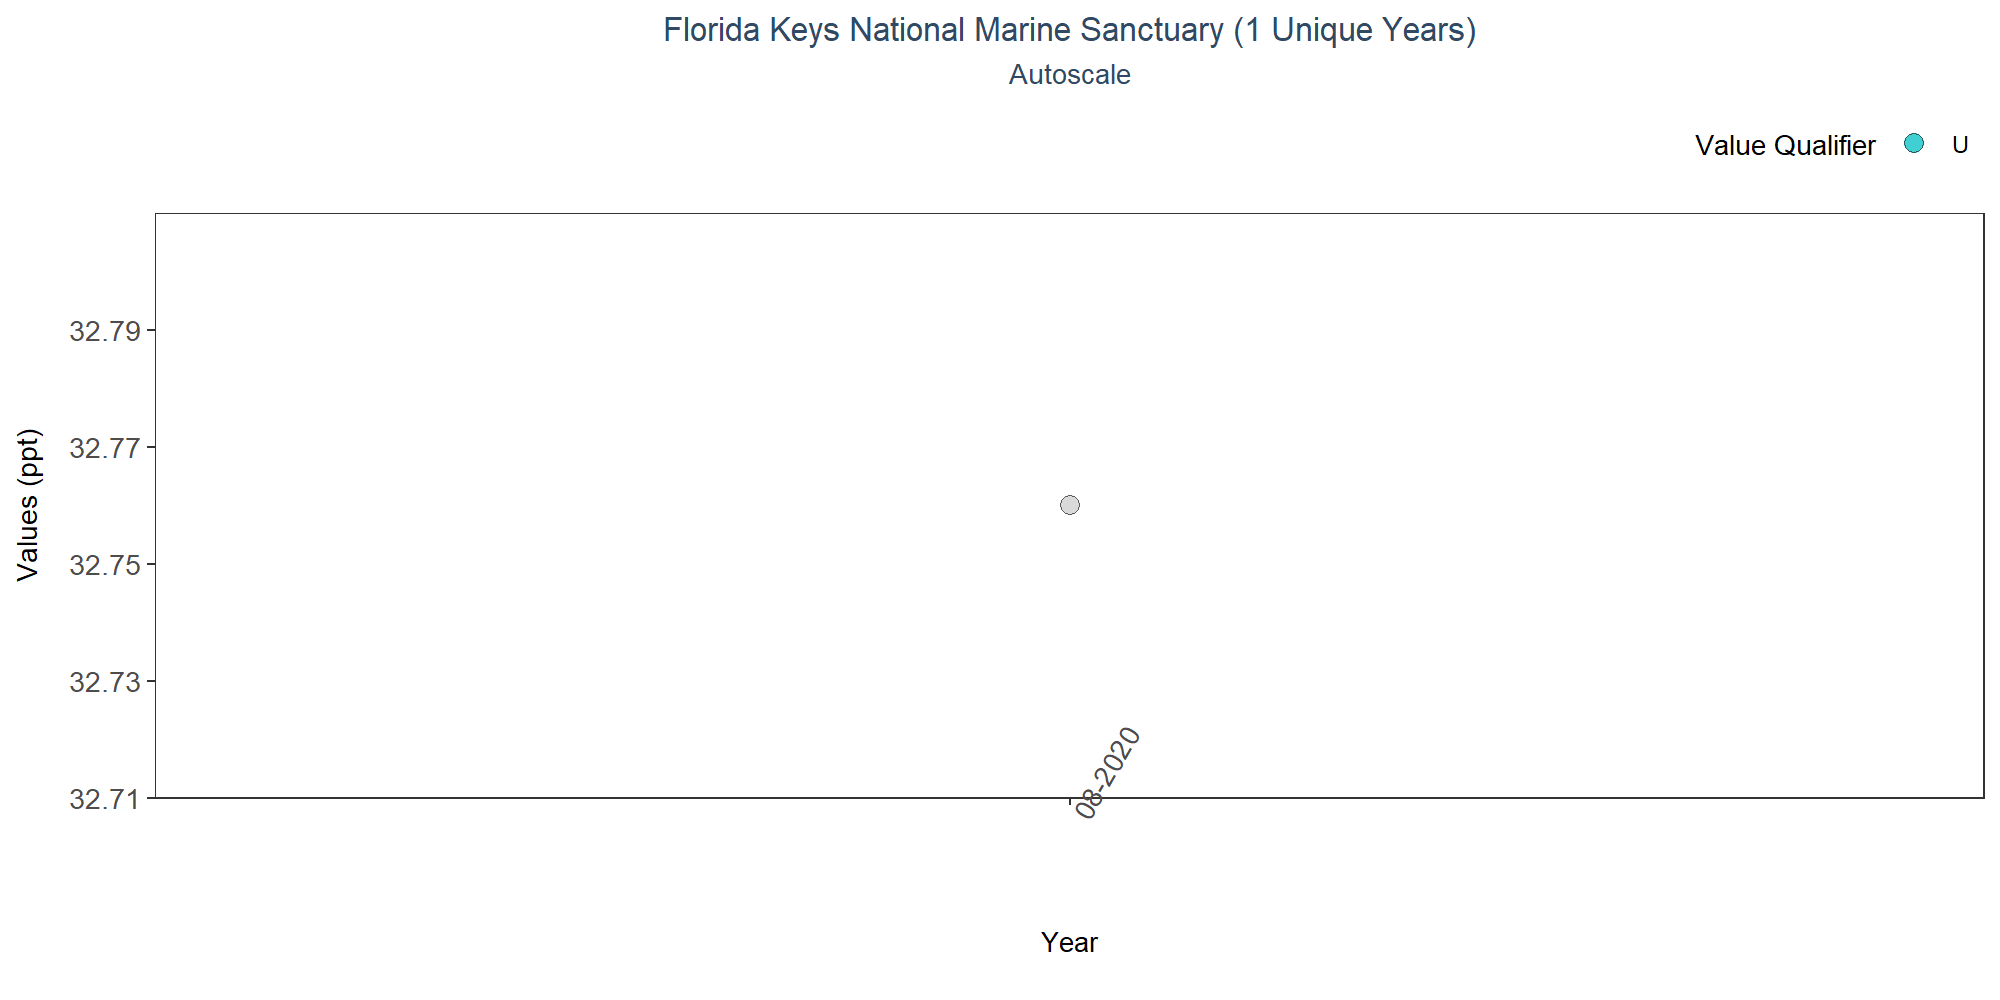 Florida Keys National Marine Sanctuary (1 Unique Years)
Autoscale
Value Qualifier U
32.79
32.77
32.75
32.73
32.71
Values (ppt)
08-2020
Year